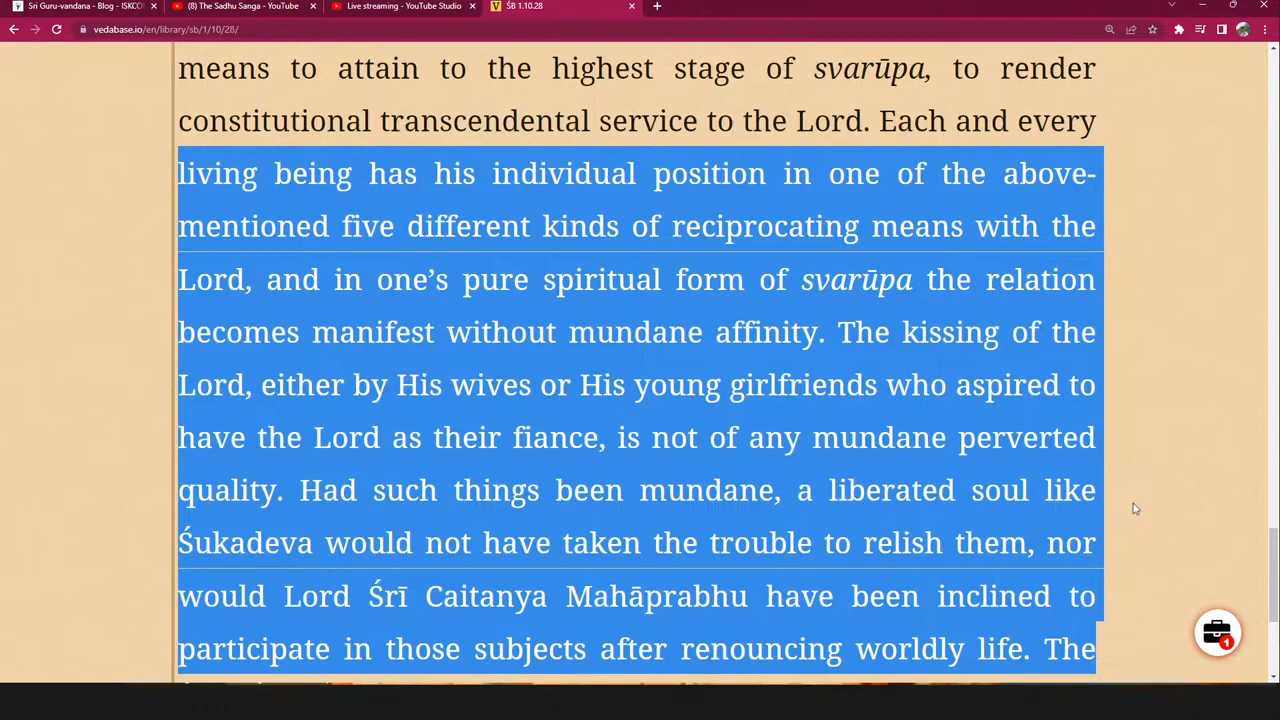 Sri Guru-vandana - Blog - ISKCO
(8) The Sadhu Sanga - YouTube
Live streaming - YouTube Studio
ŚB 1.10.28
vedabase.io/en/library/sb/1/10/28/
means to attain to the highest stage of svarūpa, to render
constitutional transcendental service to the Lord. Each and every
living being has his individual position in one of the above-
mentioned five different kinds of reciprocating means with the
Lord, and in one’s pure spiritual form of svarūpa the relation
becomes manifest without mundane affinity. The kissing of the
Lord, either by His wives or His young girlfriends who aspired to
have the Lord as their fiance, is not of any mundane perverted
quality. Had such things been mundane, a liberated soul like
Śukadeva would not have taken the trouble to relish them, nor
would Lord Śrī Caitanya Mahāprabhu have been inclined to
participate in those subjects after renouncing worldly life. The
1